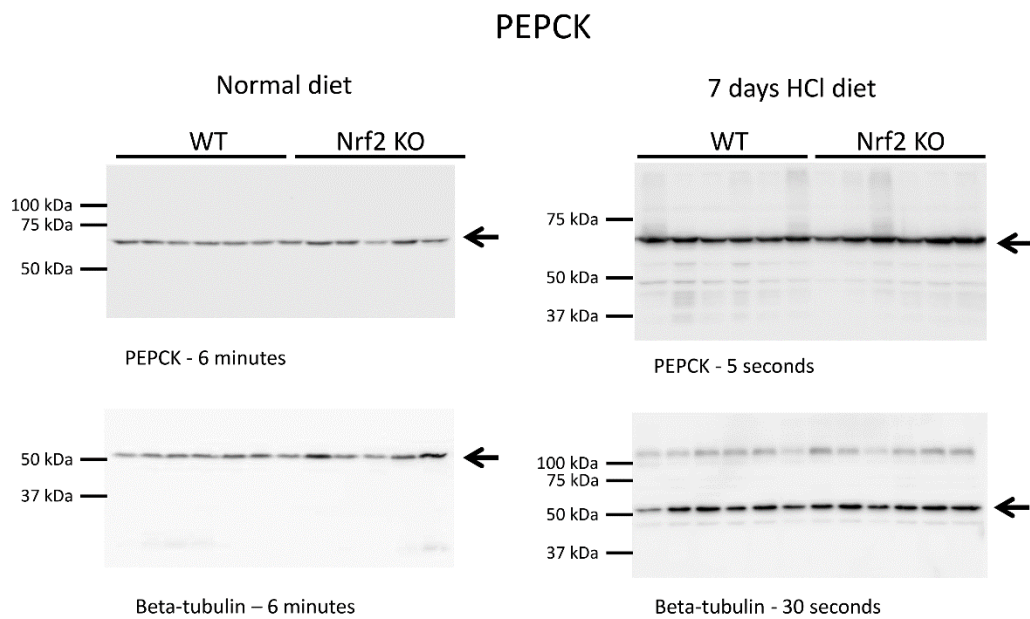 PEPCK
Normal diet
7 days HCl diet
WT
Nrf2 KO
WT
Nrf2 KO
100 kDa
75 kDa
50 kDa
75 kDa
50 kDa
37 kDa
PEPCK - 6 minutes
PEPCK - 5 seconds
50 kDa
37 kDa
100 kDa
75 kDa
50 kDa
37 kDa
Beta-tubulin – 6 minutes
Beta-tubulin - 30 seconds